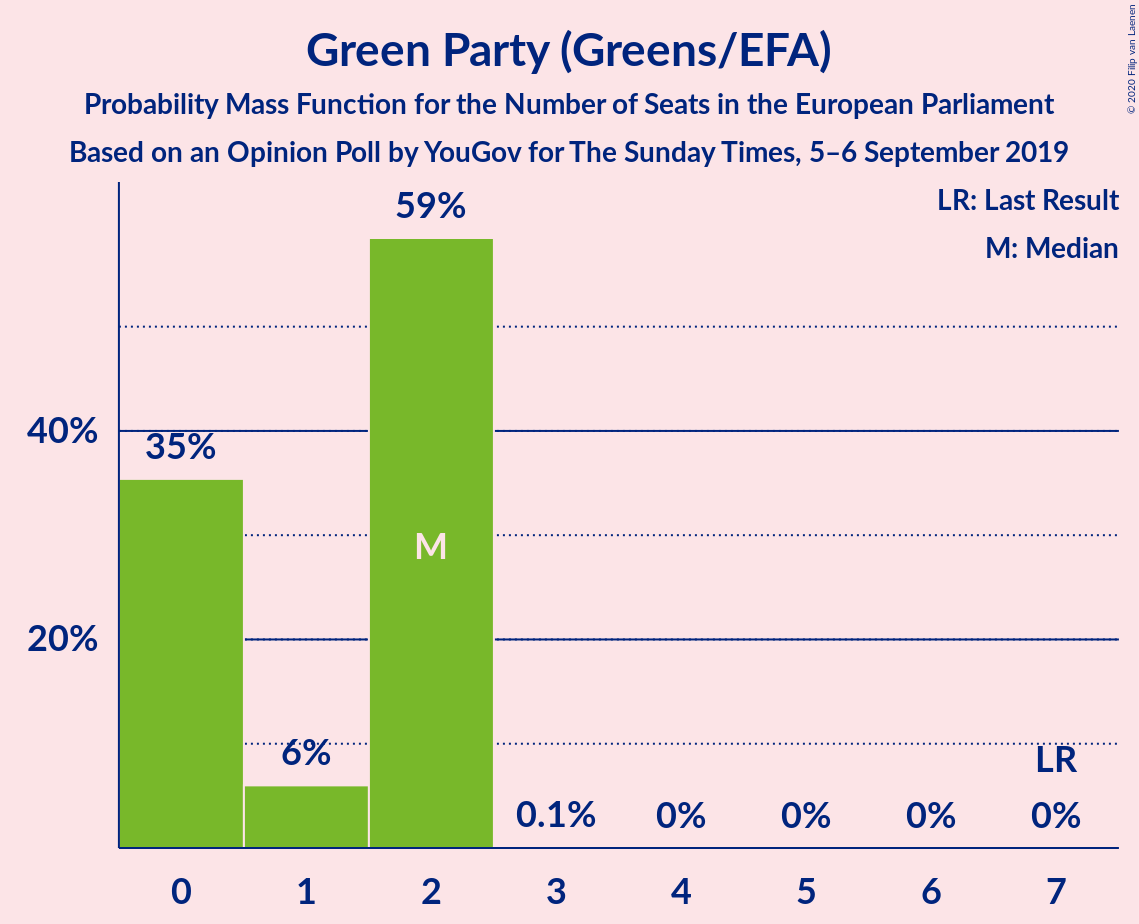 Green Party (Greens/EFA)
Probability Mass Function for the Number of Seats in the European Parliament
Based on an Opinion Poll by YouGov for The Sunday Times, 5–6 September 2019
© 2020 Filip van Laenen
LR: Last Result
M: Median
59%
40%
35%
M
20%
6%
LR
0.1%
0%
0%
0%
0%
0 1 2 3 4 5 6 7